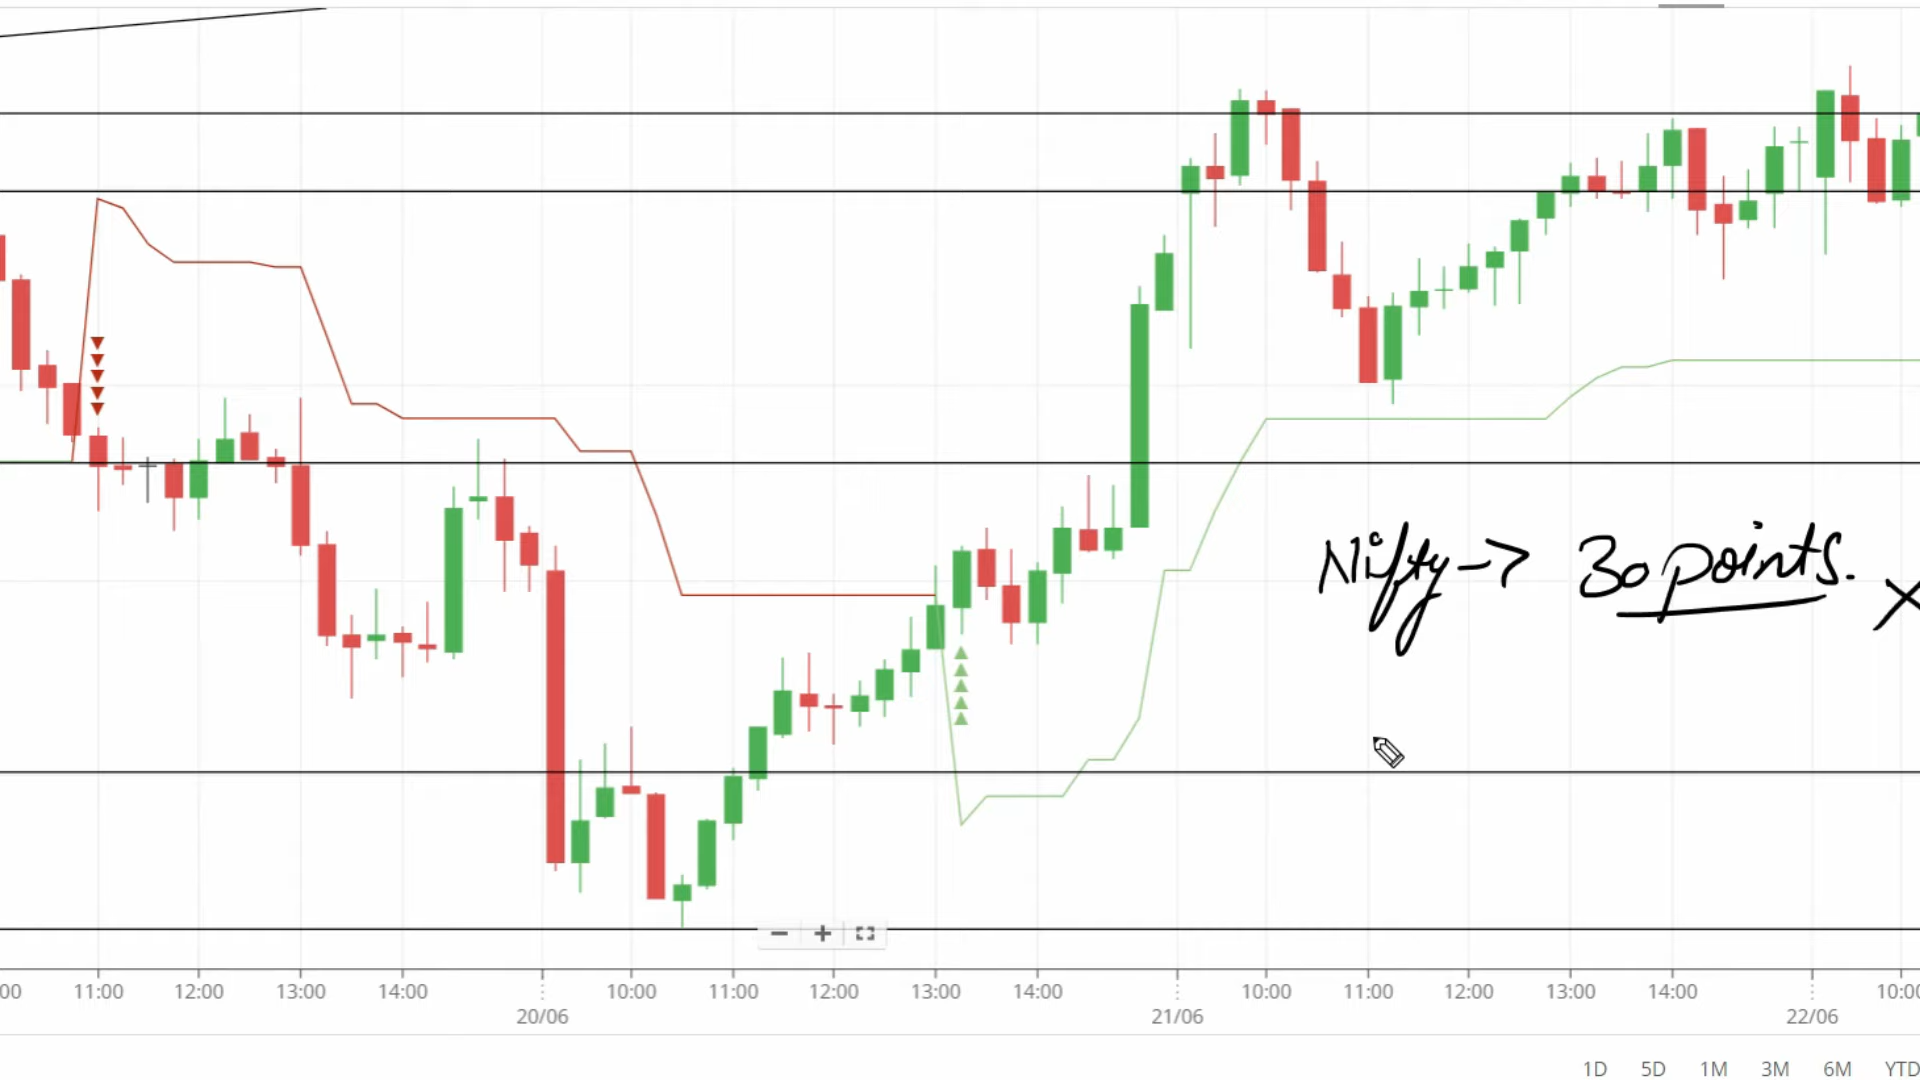 Nifty -> 30 points. X
:00 11:00 12:00 13:00 14:00 10:00 11:00 12:00 13:00 14:00 10:00 11:00 12:00 13:00 14:00 10:00
20/06 21/06 22/06
1D 5D 1M 3M 6M YTD